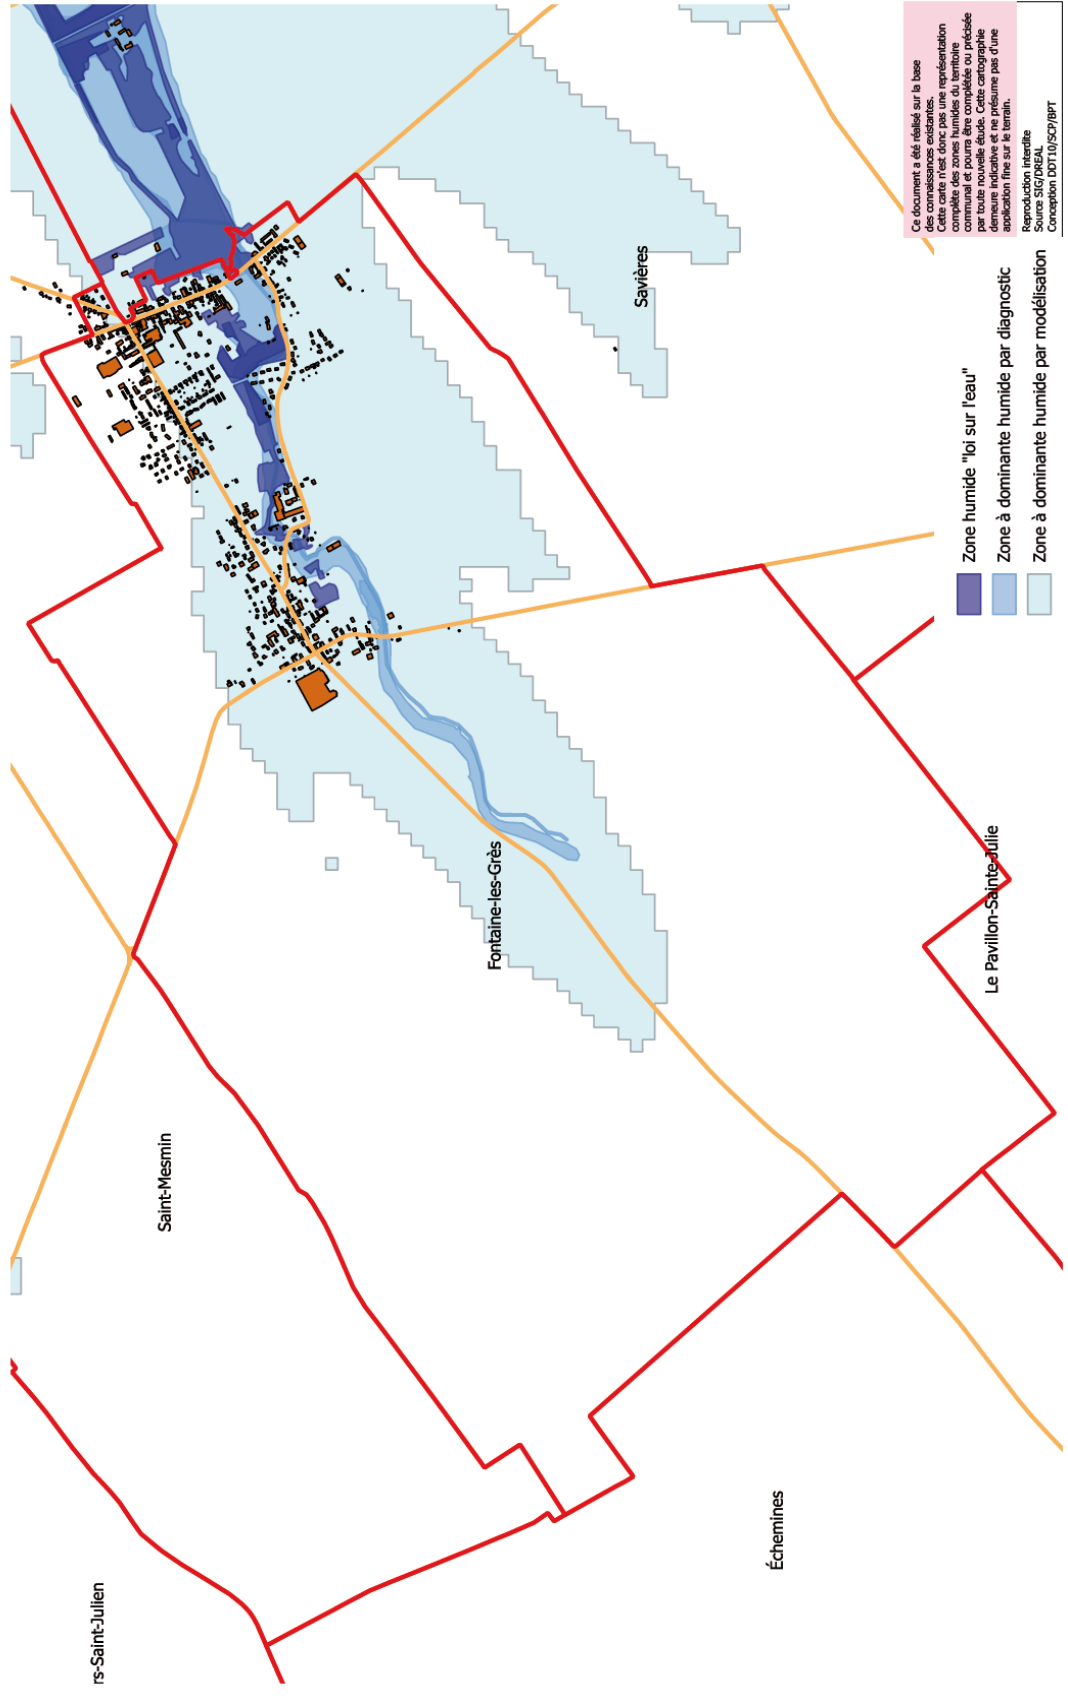 rs-Saint-Julien
Saint-Mesmin
Fontaine-les-Grès
Savières
Échemines
Le Pavillon-Sainte-Julie
Ce document a été réalisé sur la base
des connaissances existantes.
Cette carte n'est donc pas une représentation
complète des zones humides du territoire
communal et pourra être complétée ou précisée
par toute nouvelle étude. Cette cartographie
demeure indicative et ne présume pas d'une
application fine sur le terrain.
Reproduction interdite
Source SIG/DREAL
Conception DDT10/SCP/BPT
Zone humide "loi sur l'eau"
Zone à dominante humide par diagnostic
Zone à dominante humide par modélisation